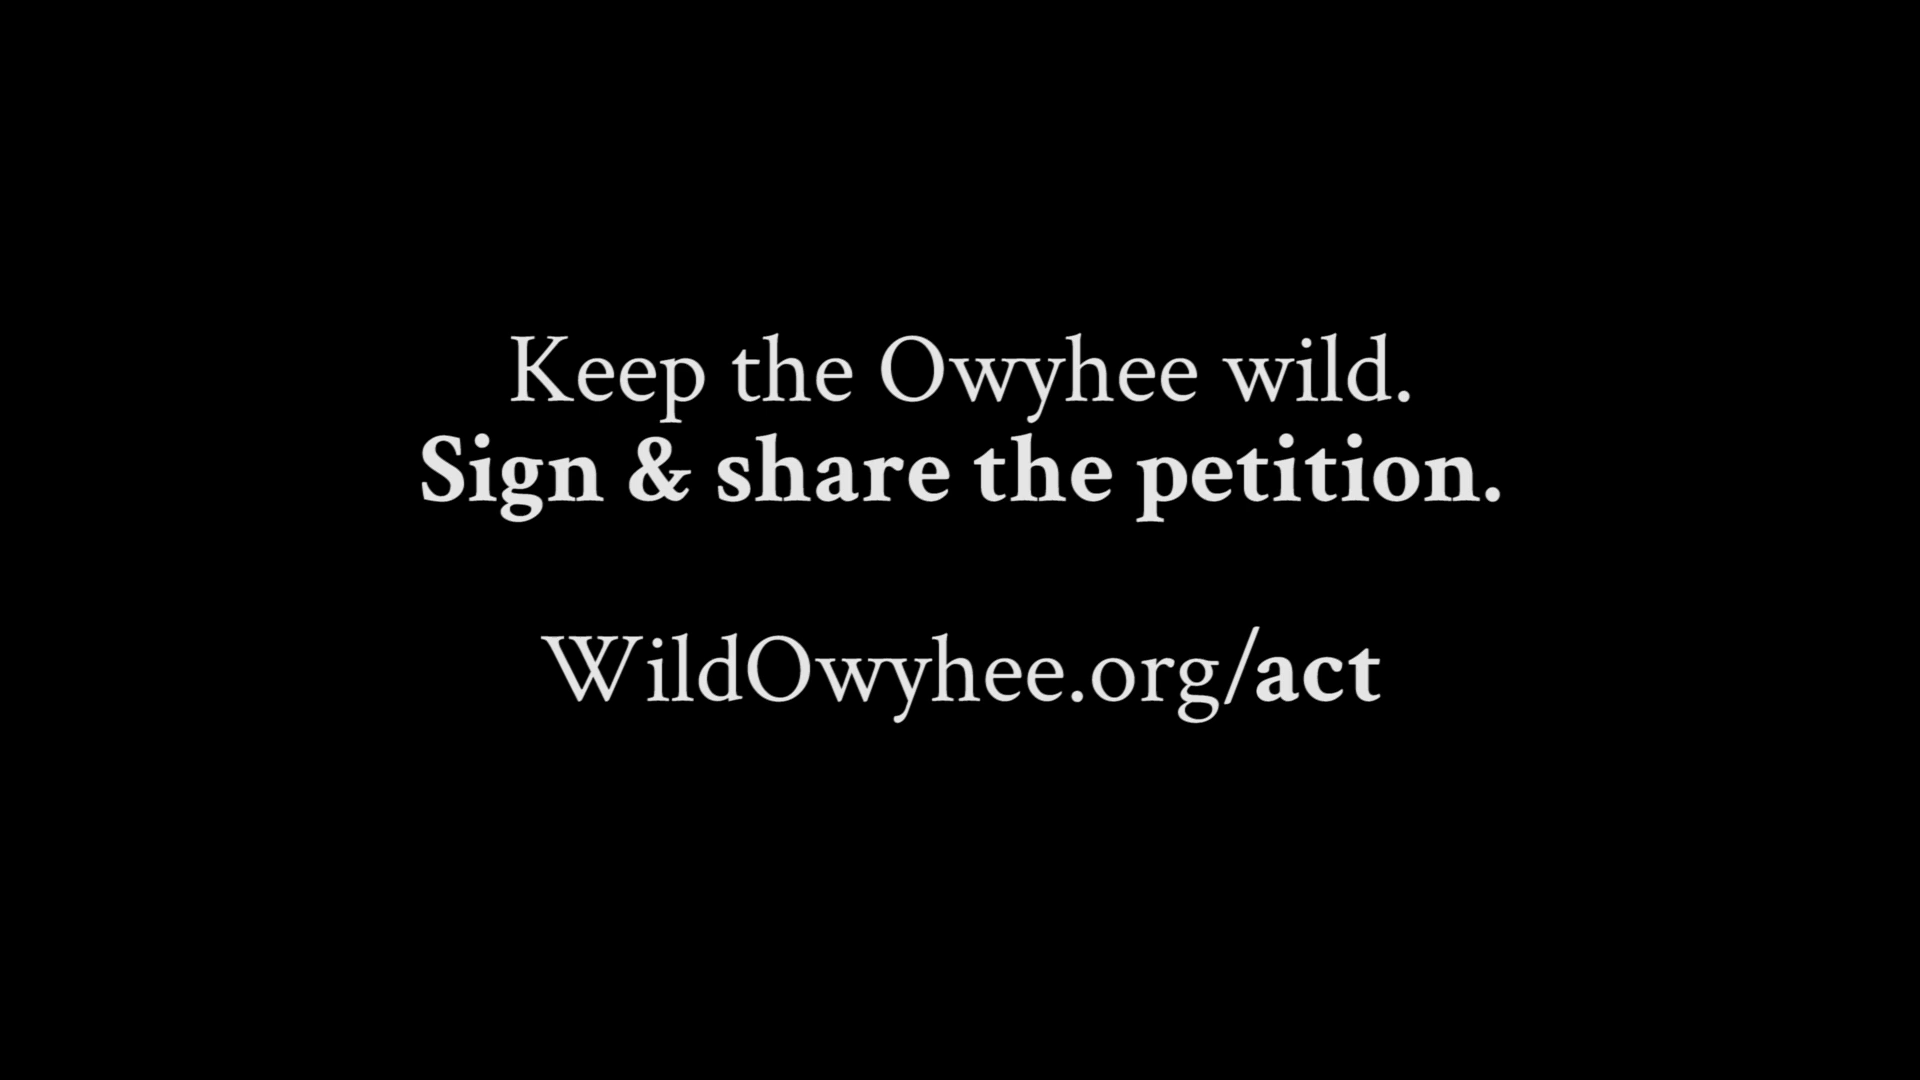 Keep the Owyhee wild.
Sign & share the petition.
WildOwyhee.org/act